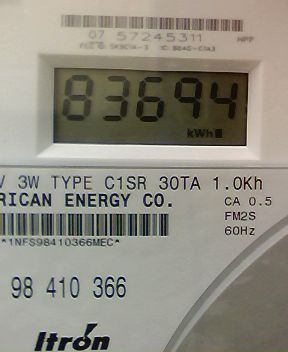 07 57245311
83694
kWh
V 3W TYPE C1SR 30TA 1.0Kh
RICAN ENERGY CO.
CA 0.5
FM2S
60Hz
*1NFS98410366MEC*
98 410 366
Itrón